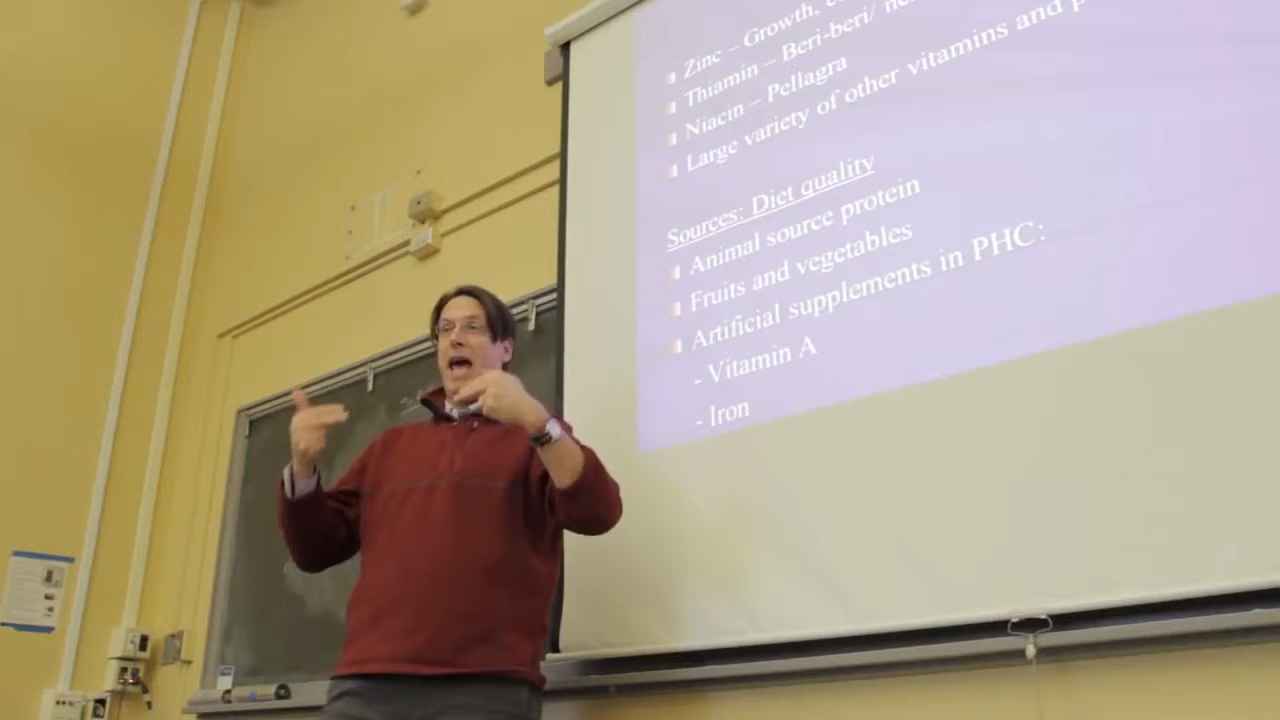 Zinc – Growth,
Thiamin – Beri-beri/
Niacin – Pellagra
Large variety of other vitamins and
Sources: Diet quality
Animal source protein
Fruits and vegetables
Artificial supplements in PHC:
- Vitamin A
- Iron